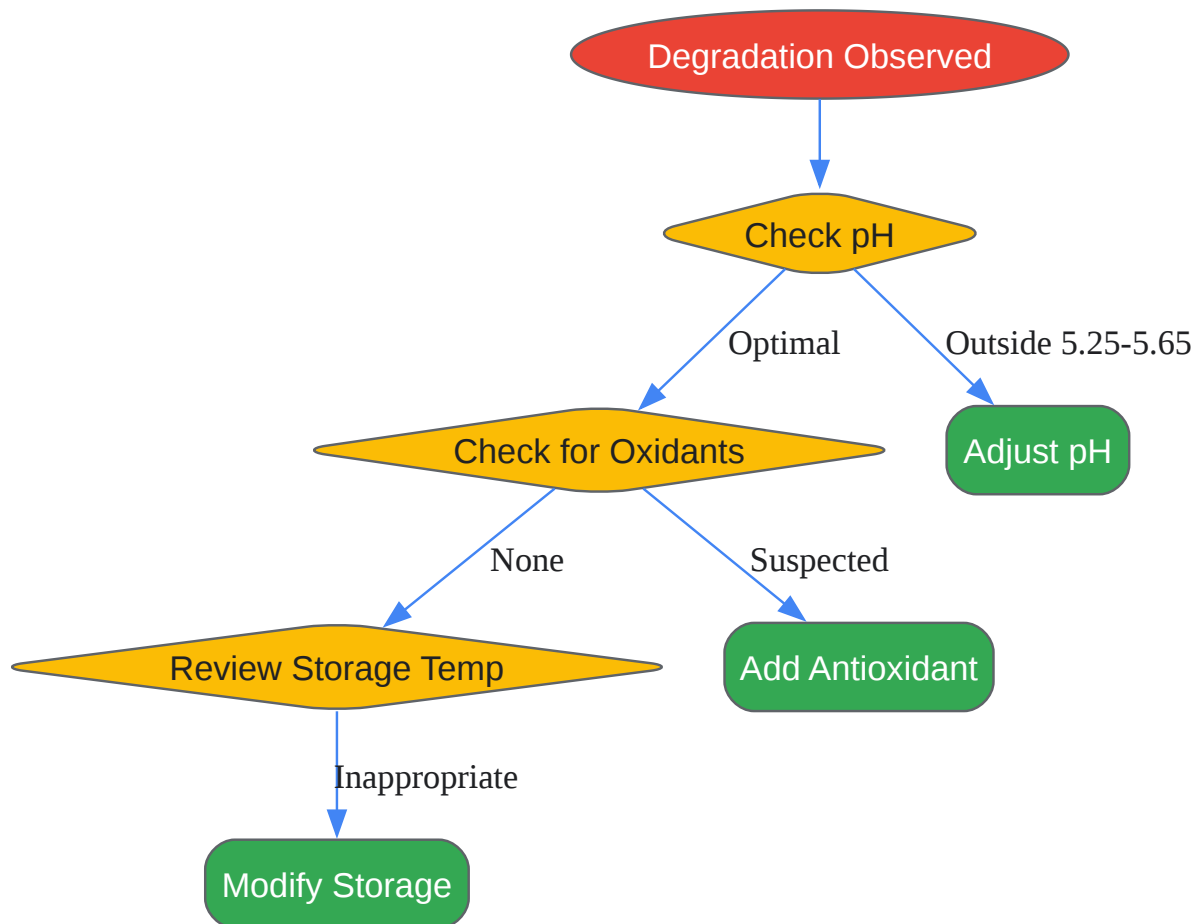 Degradation Observed
Check pH
Optimal
Outside 5.25-5.65
Check for Oxidants
Adjust pH
None
Suspected
Review Storage Temp
Add Antioxidant
Inappropriate
Modify Storage